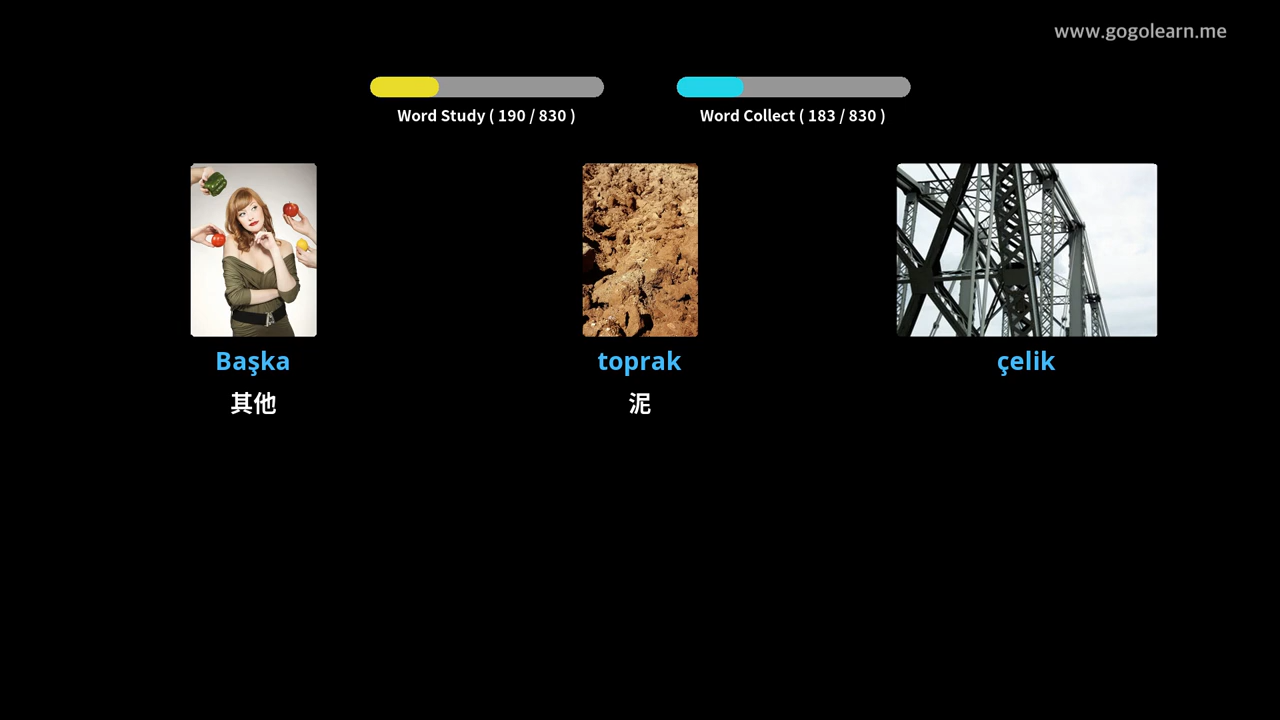 www.gogolearn.me
Word Study ( 190 / 830 )
Word Collect ( 183 / 830 )
Başka
toprak
çelik
其他
泥